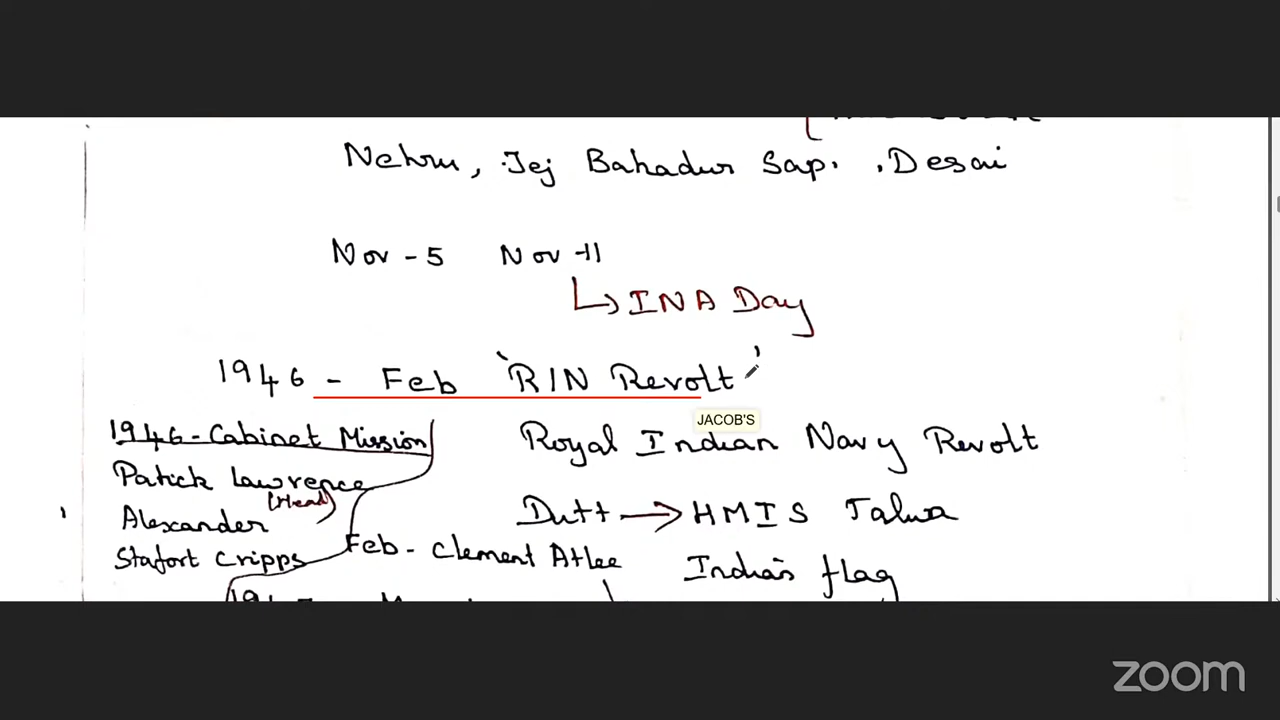 Nehru, Tej Bahadur Sap. . Desai
Nov - 5 Nov - 11
↳ INA Day
1946 - Feb 'RIN Revolt'
JACOB'S
1946 - Cabinet Mission
Royal Indian Navy Revolt
Patick Lawrence
(Head)
Alexander
Dutt → HMIS Talwa
Stafort Cripps
Feb - Clement Atlee
India's flag
zoom